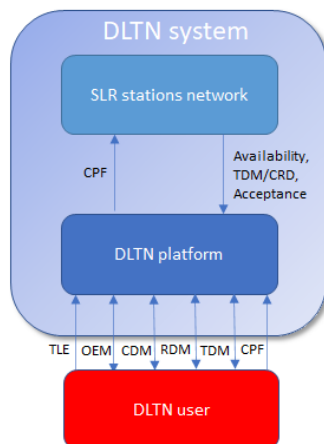 DLTN system
SLR stations network
CPF
Availability,
TDM/CRD,
Acceptance
DLTN platform
TLE OEM CDM RDM TDM CPF
DLTN user